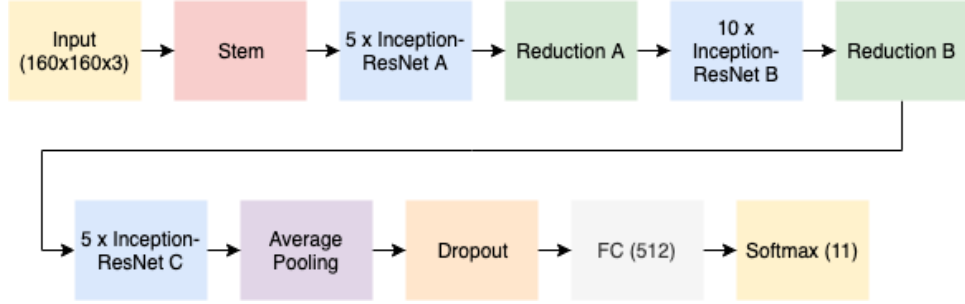 Input
(160x160x3)
Stem
5 x Inception-
ResNet A
Reduction A
10 x
Inception-
ResNet B
Reduction B
5 x Inception-
ResNet C
Average
Pooling
Dropout
FC (512)
Softmax (11)